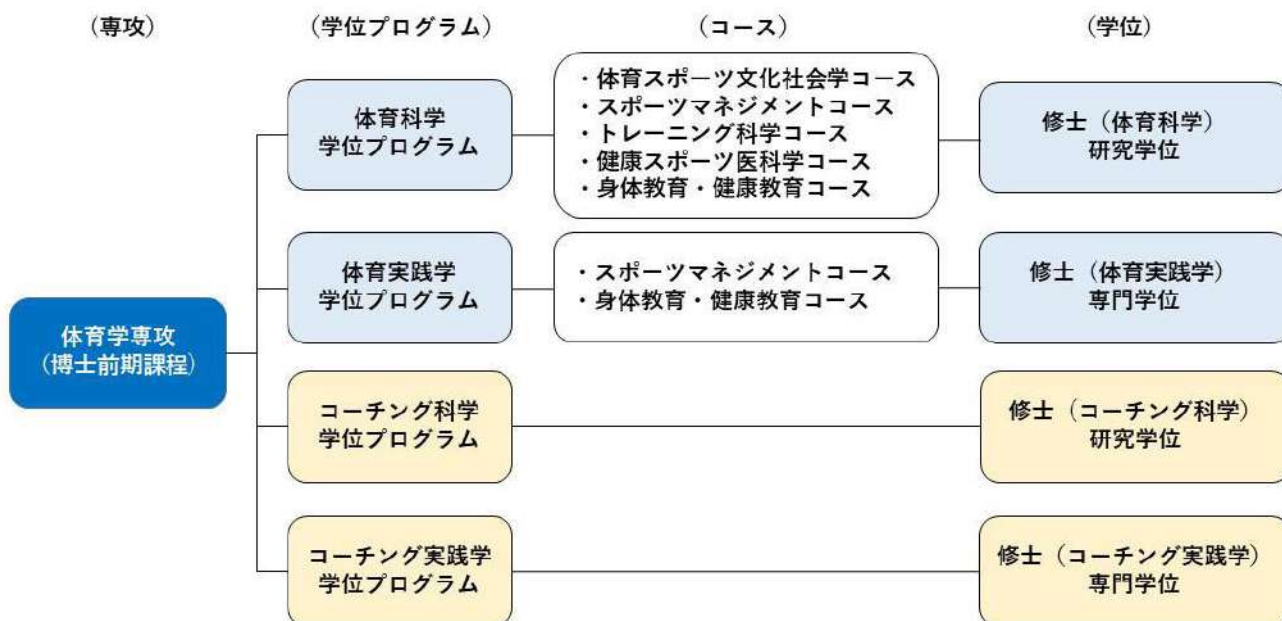 (専攻)
(学位プログラム)
(コース)
(学位)
体育学専攻
(博士前期課程)
体育科学
学位プログラム
・体育スポーツ文化社会学コース
・スポーツマネジメントコース
・トレーニング科学コース
・健康スポーツ医科学コース
・身体教育・健康教育コース
修士(体育科学)
研究学位
体育実践学
学位プログラム
・スポーツマネジメントコース
・身体教育・健康教育コース
修士(体育実践学)
専門学位
コーチング科学
学位プログラム
修士(コーチング科学)
研究学位
コーチング実践学
学位プログラム
修士(コーチング実践学)
専門学位